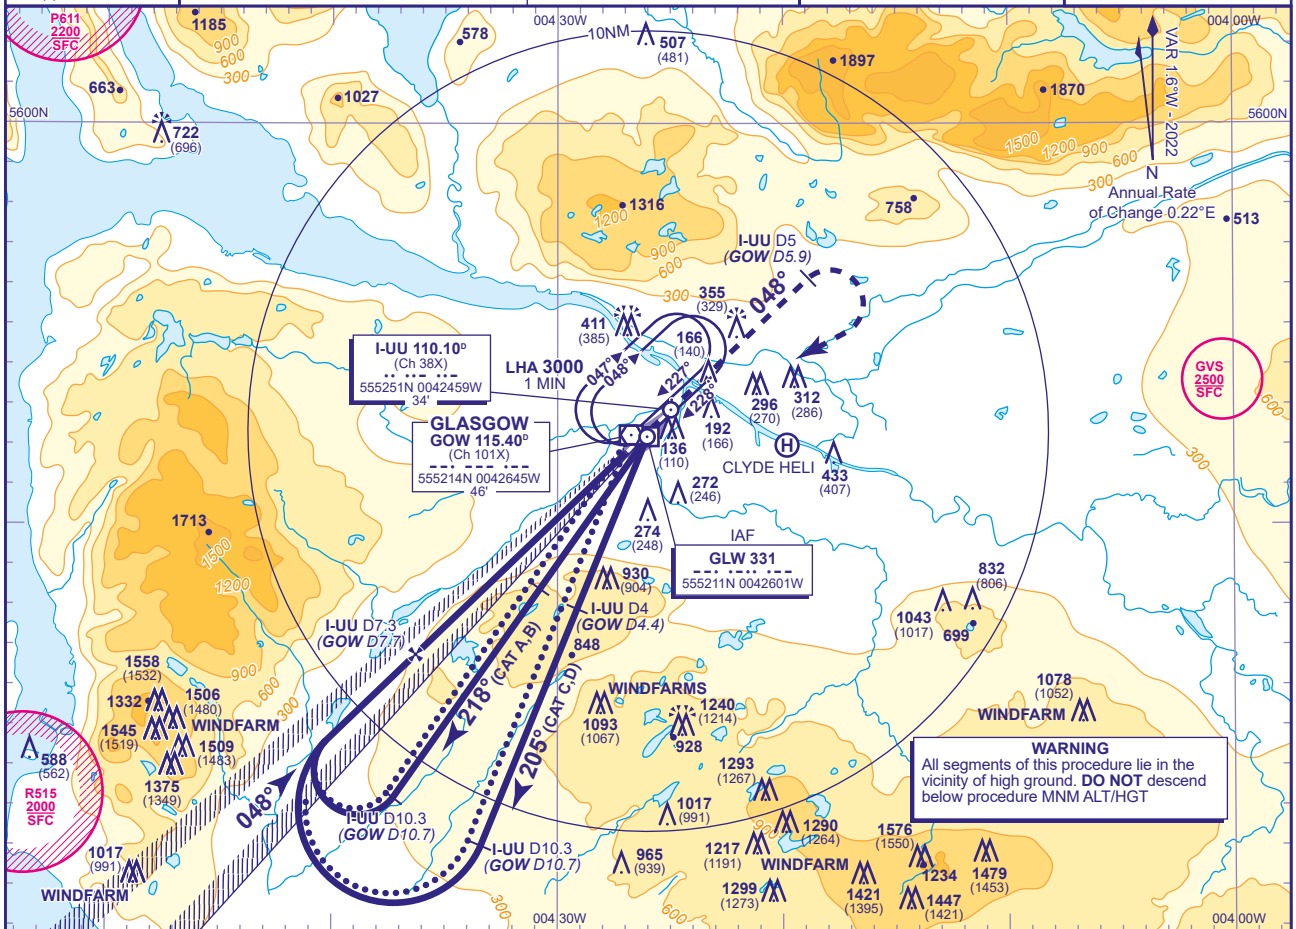 P611
2200
SFC
1185
900
600
300
578
10NM
507
(481)
004 30W
004 00W
1897
1870
VAR 1.6°W - 2022
663
1027
5600N
5600N
722
(696)
1500
1200
900
600
300
N
Annual Rate
of Change 0.22°E
1316
1200
900
600
300
758
513
I-UU D5
(GOW D5.9)
048°
355
(329)
411
(385)
166
(140)
I-UU 110.10ᴰ
(Ch 38X)
555251N 0042459W
34'
LHA 3000
1 MIN
047°
048°
227°
228°
GVS
2500
SFC
600
300
296
(270)
312
(286)
192
(166)
136
(110)
GLASGOW
GOW 115.40ᴰ
(Ch 101X)
555214N 0042645W
46'
H
CLYDE HELI
433
(407)
272
(246)
274
(248)
IAF
GLW 331
555211N 0042601W
1713
1500
1200
900
600
300
930
(904)
I-UU D4
(GOW D4.4)
848
832
(806)
1043
(1017)
699
I-UU D7.3
(GOW D7.7)
218° (CAT A, B)
205° (CAT C,D)
1558
(1532)
1332
1506
(1480)
WINDFARM
1545
(1519)
1509
(1483)
1375
(1349)
588
(562)
R515
2000
SFC
048°
WINDFARMS
1093
(1067)
1240
(1214)
928
1078
(1052)
WINDFARM
WARNING
All segments of this procedure lie in the
vicinity of high ground. DO NOT descend
below procedure MNM ALT/HGT
1293
(1267)
I-UU D10.3
(GOW D10.7)
I-UU D10.3
(GOW D10.7)
1017
(991)
900
1290
(1264)
1217
(1191)
WINDFARM
1576
(1550)
1234
1479
(1453)
965
(939)
1299
(1273)
1421
(1395)
1447
(1421)
1017
(991)
WINDFARM
300
600
004 30W
004 00W